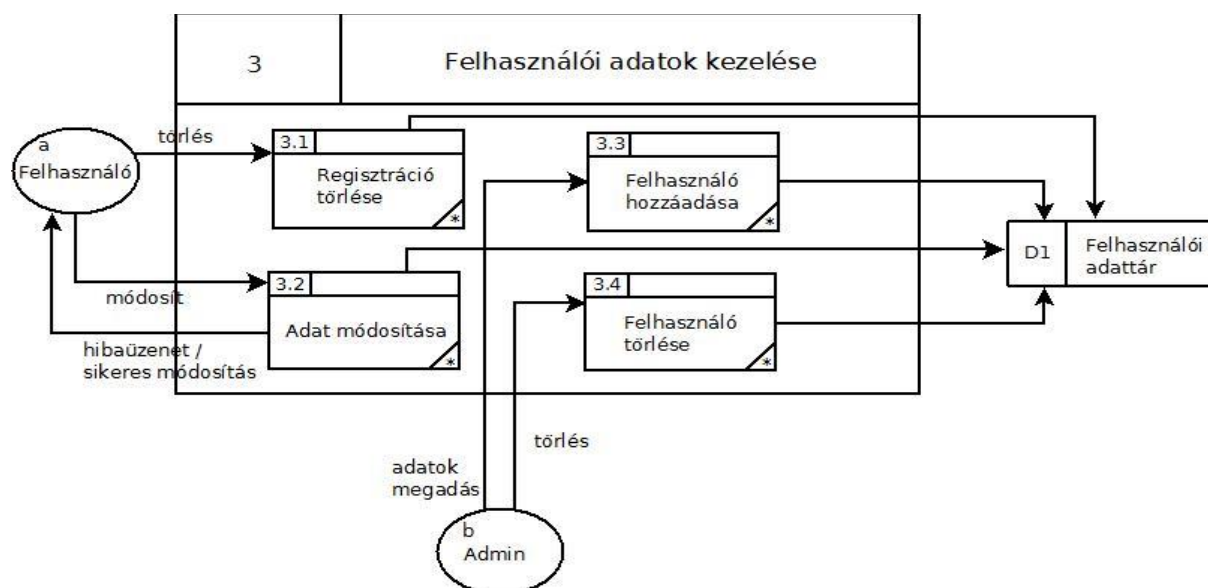 3
Felhasználói adatok kezelése
a
Felhasználó
törlés
3.1
Regisztráció
törlése
*
3.3
Felhasználó
hozzáadása
*
D1
Felhasználói
adattár
módosít
3.2
Adat módosítása
*
3.4
Felhasználó
törlése
*
hibaüzenet /
sikeres módosítás
törlés
adatok
megadás
b
Admin